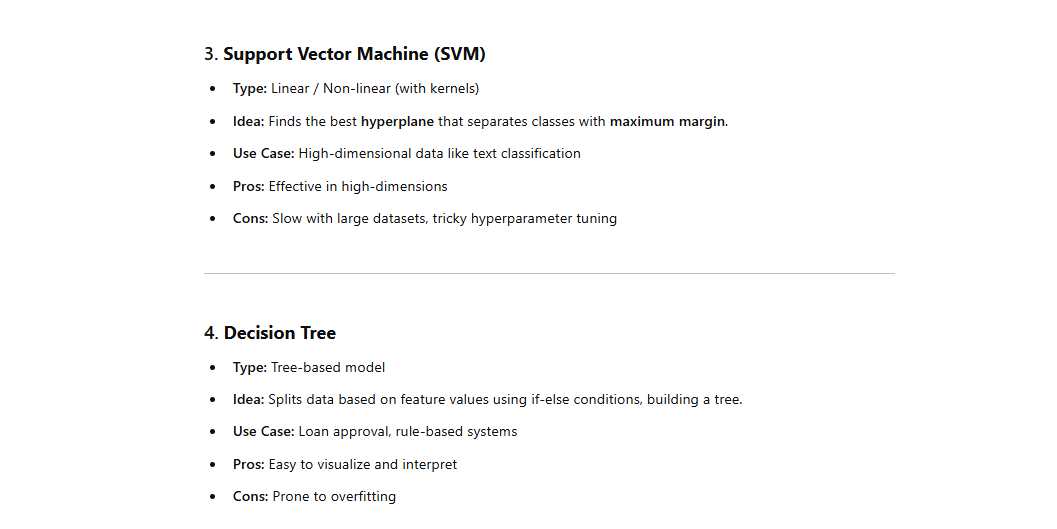 3. Support Vector Machine (SVM)
• Type: Linear / Non-linear (with kernels)
• Idea: Finds the best hyperplane that separates classes with maximum margin.
• Use Case: High-dimensional data like text classification
• Pros: Effective in high-dimensions
• Cons: Slow with large datasets, tricky hyperparameter tuning
4. Decision Tree
• Type: Tree-based model
• Idea: Splits data based on feature values using if-else conditions, building a tree.
• Use Case: Loan approval, rule-based systems
• Pros: Easy to visualize and interpret
• Cons: Prone to overfitting